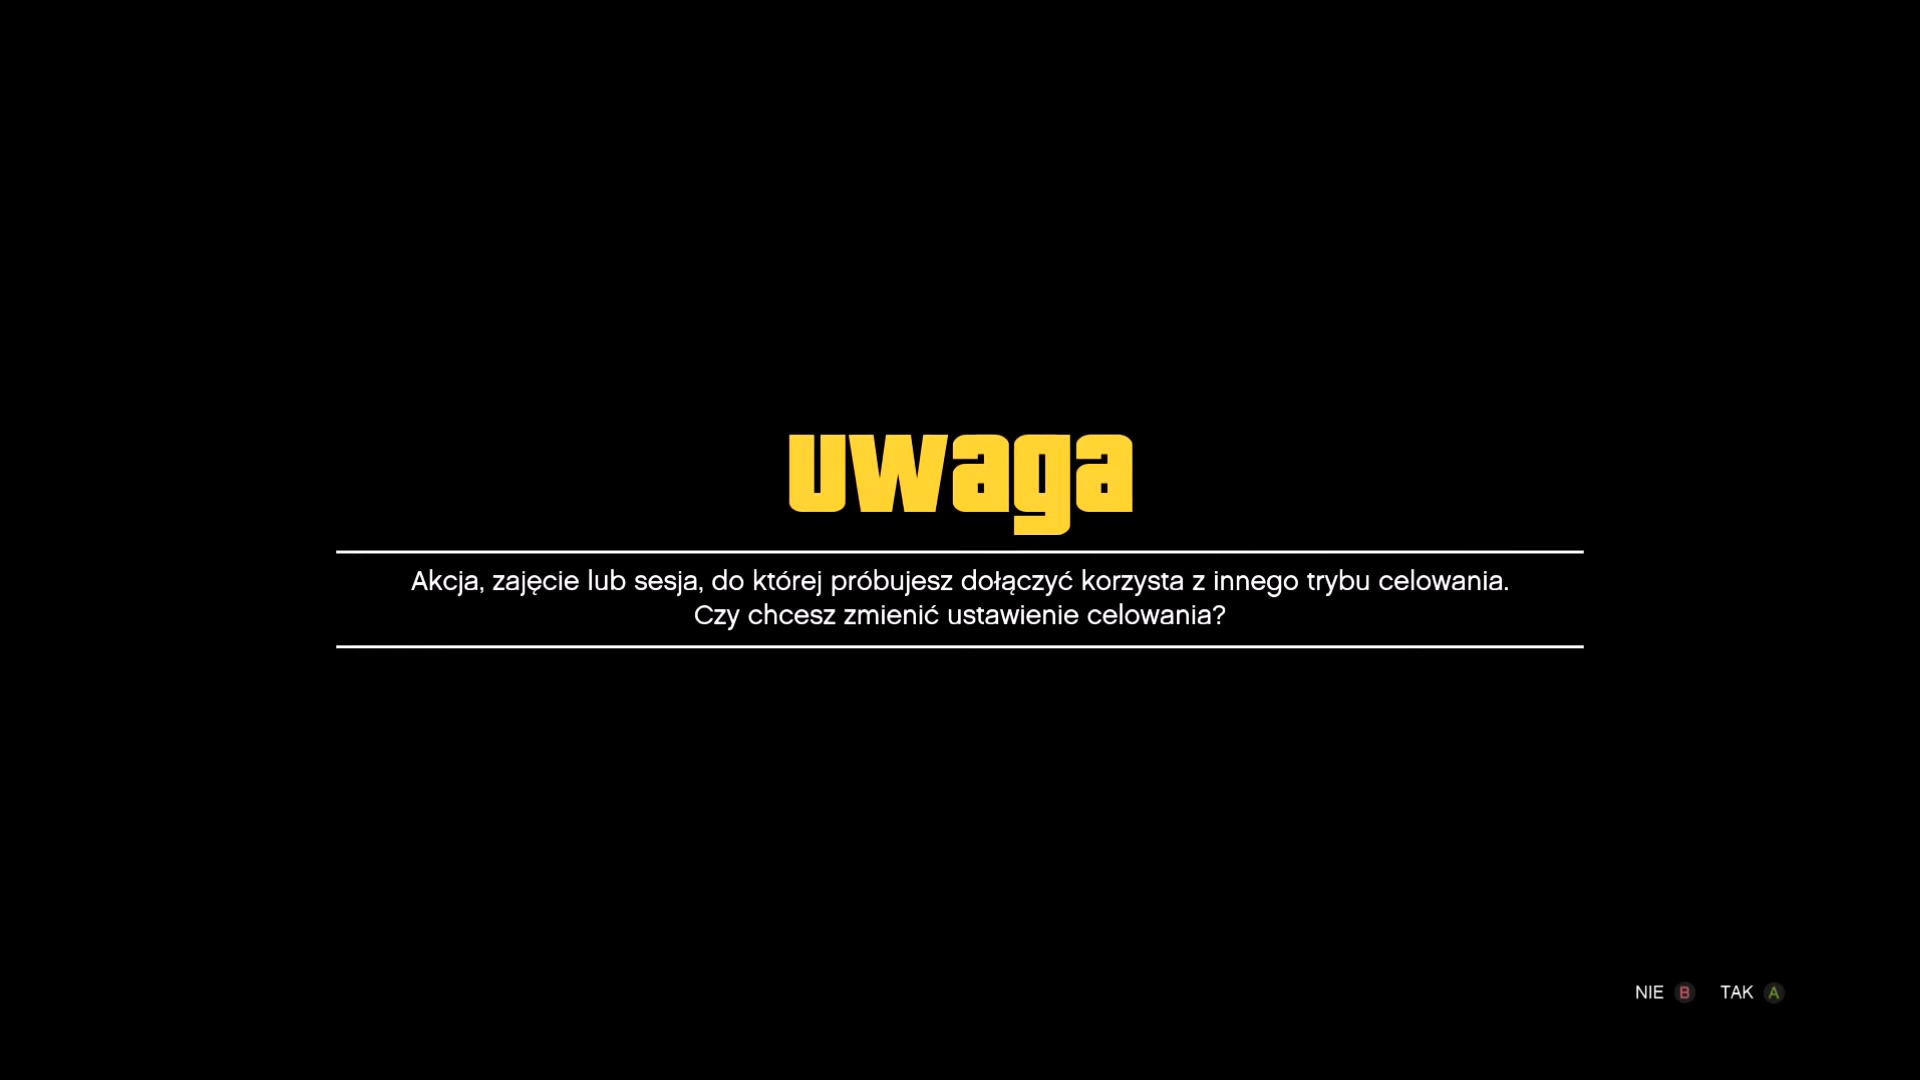 uwaga
Akcja, zajęcie lub sesja, do której próbujesz dołączyć korzysta z innego trybu celowania.
Czy chcesz zmienić ustawienie celowania?
NIE B TAK A